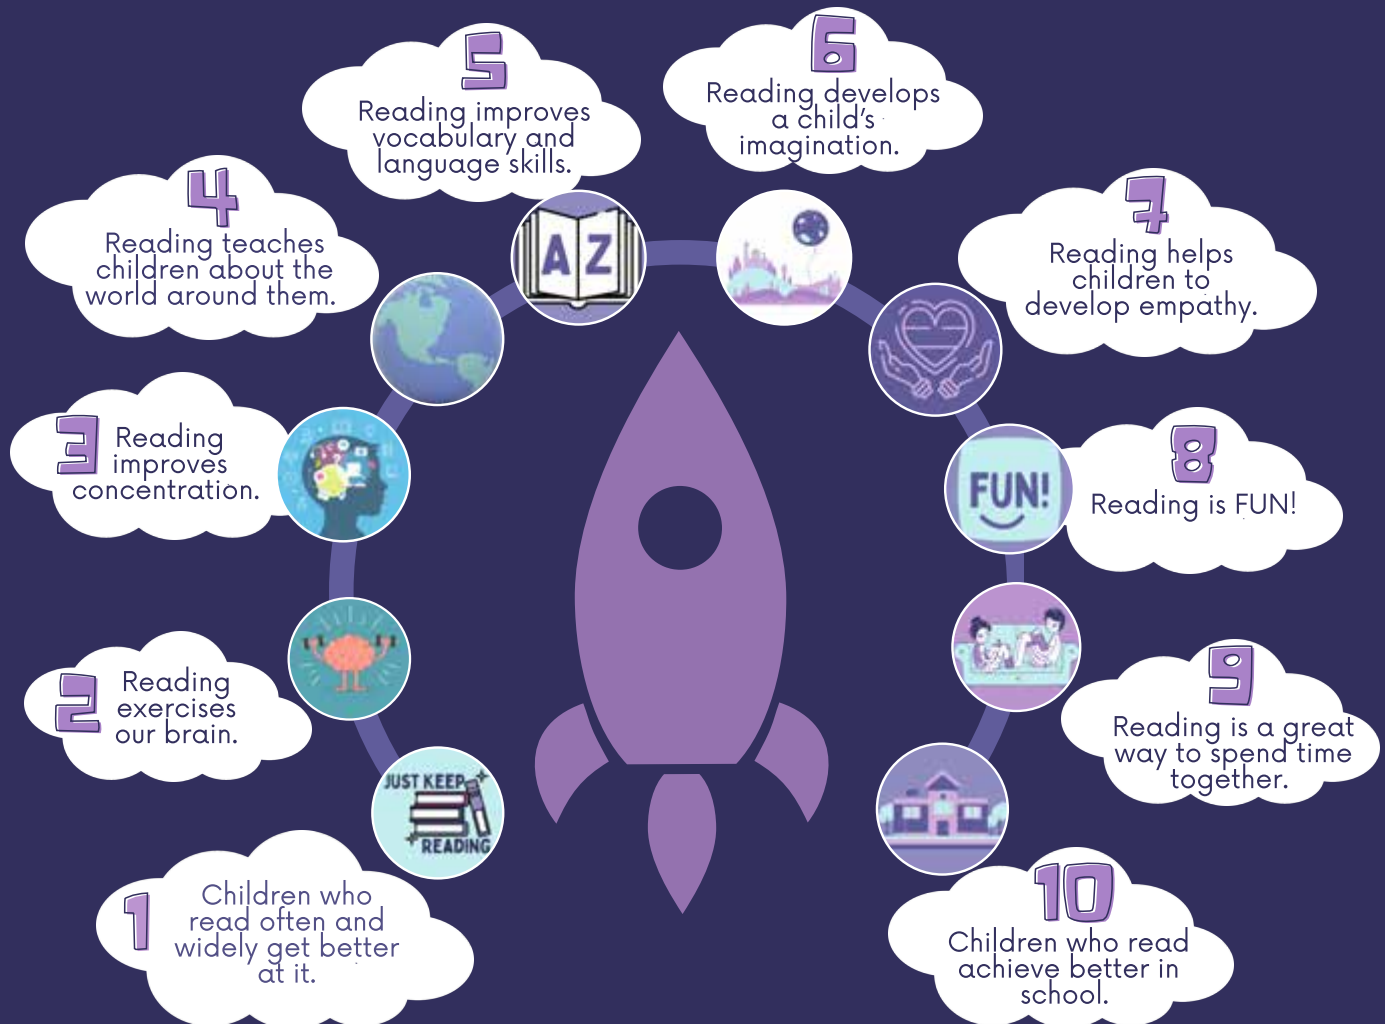 1
Children who
read often and
widely get better
at it.
JUST KEEP
READING
2
Reading
exercises
our brain.
3
Reading
improves
concentration.
4
Reading teaches
children about the
world around them.
5
Reading improves
vocabulary and
language skills.
A Z
6
Reading develops
a child's
imagination.
7
Reading helps
children to
develop empathy.
8
Reading is FUN!
FUN!
9
Reading is a great
way to spend time
together.
10
Children who read
achieve better in
school.